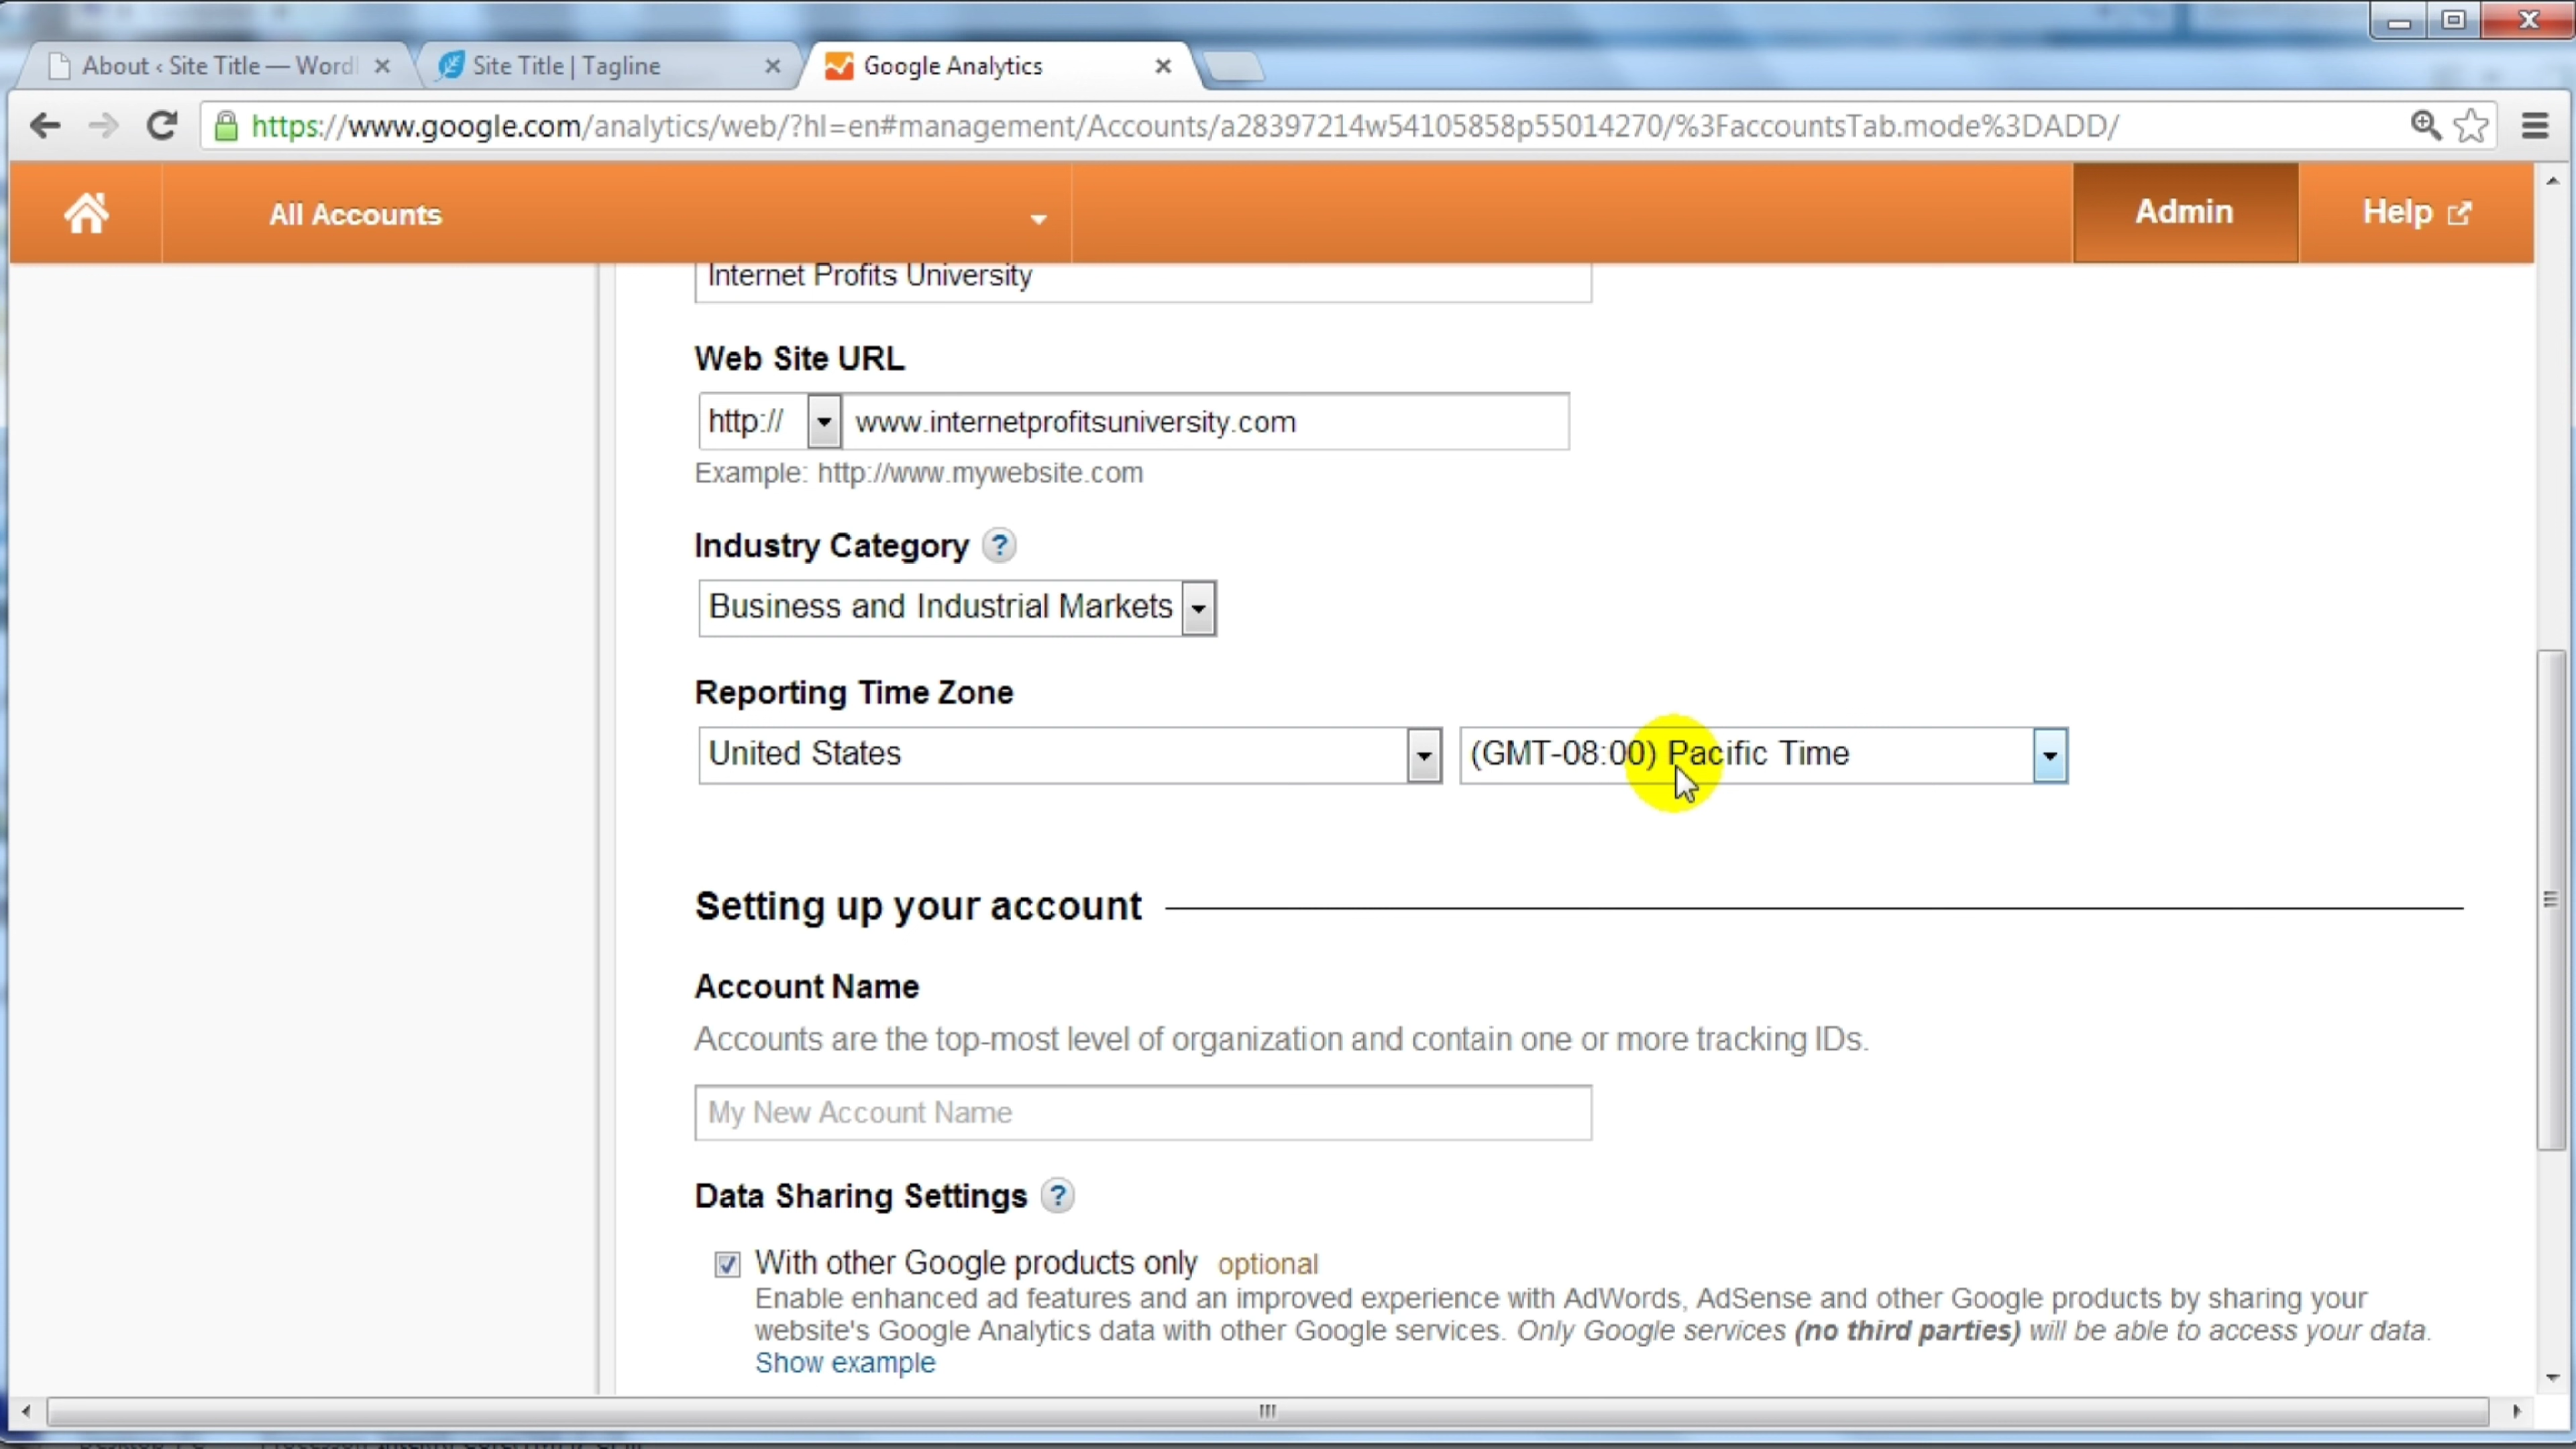 About ‹ Site Title — Word
Site Title | Tagline
Google Analytics
https://www.google.com/analytics/web/?hl=en#management/Accounts/a28397214w54105858p55014270/%3FaccountsTab.mode%3DADD/
All Accounts
Admin
Help
Internet Profits University
Web Site URL
http:// www.internetprofitsuniversity.com
Example: http://www.mywebsite.com
Industry Category ?
Business and Industrial Markets
Reporting Time Zone
United States (GMT-08:00) Pacific Time
Setting up your account
Account Name
Accounts are the top-most level of organization and contain one or more tracking IDs.
My New Account Name
Data Sharing Settings ?
With other Google products only optional
Enable enhanced ad features and an improved experience with AdWords, AdSense and other Google products by sharing your
website's Google Analytics data with other Google services. Only Google services (no third parties) will be able to access your data.
Show example